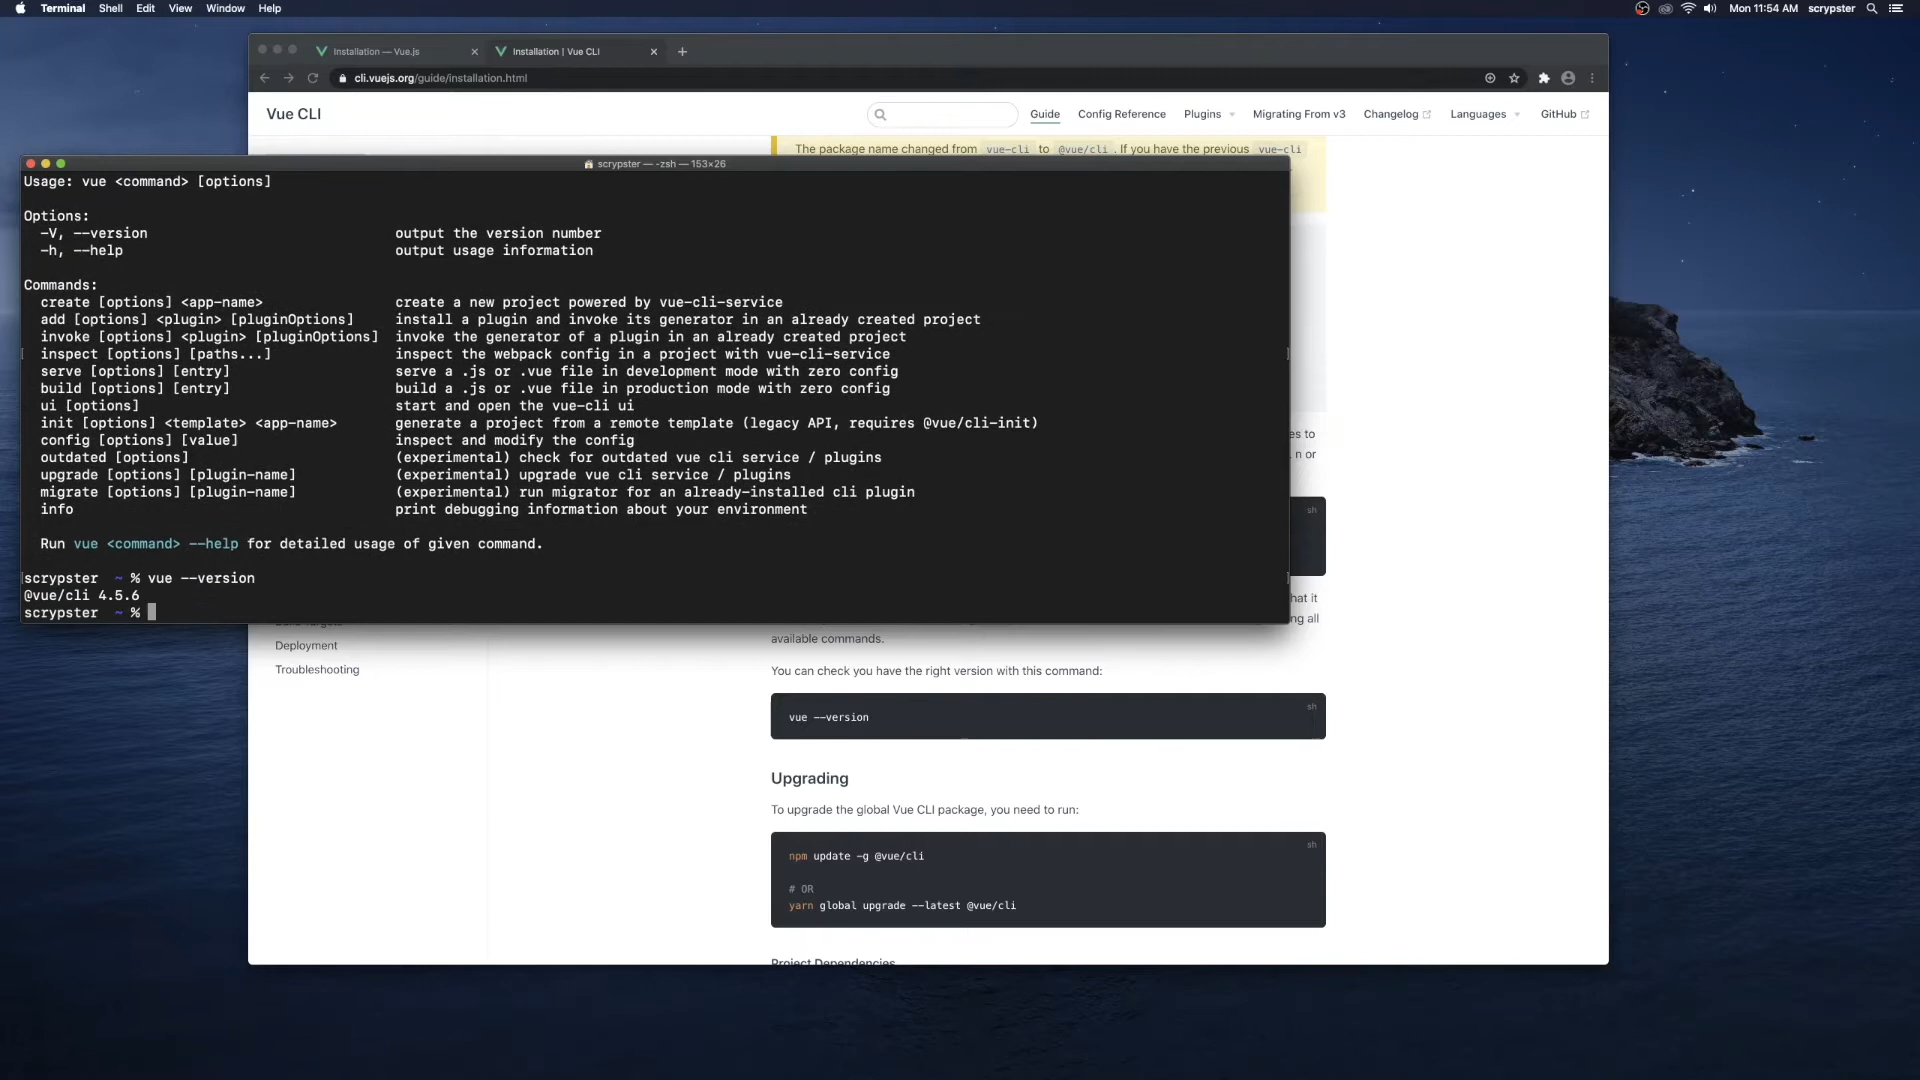 Terminal Shell Edit View Window Help
Mon 11:54 AM scrypster
Installation — Vue.js
Installation | Vue CLI
cli.vuejs.org/guide/installation.html
Vue CLI
Guide Config Reference Plugins Migrating From v3 Changelog Languages GitHub
The package name changed from vue-cli to @vue/cli . If you have the previous vue-cli
scrypster — -zsh — 153×26
Usage: vue <command> [options]
Options:
-V, --version output the version number
-h, --help output usage information
Commands:
create [options] <app-name> create a new project powered by vue-cli-service
add [options] <plugin> [pluginOptions] install a plugin and invoke its generator in an already created project
invoke [options] <plugin> [pluginOptions] invoke the generator of a plugin in an already created project
inspect [options] [paths...] inspect the webpack config in a project with vue-cli-service
serve [options] [entry] serve a .js or .vue file in development mode with zero config
build [options] [entry] build a .js or .vue file in production mode with zero config
ui [options] start and open the vue-cli ui
init [options] <template> <app-name> generate a project from a remote template (legacy API, requires @vue/cli-init)
config [options] [value] inspect and modify the config
outdated [options] (experimental) check for outdated vue cli service / plugins
upgrade [options] [plugin-name] (experimental) upgrade vue cli service / plugins
migrate [options] [plugin-name] (experimental) run migrator for an already-installed cli plugin
info print debugging information about your environment
Run vue <command> --help for detailed usage of given command.
scrypster ~ % vue --version
@vue/cli 4.5.6
scrypster ~ %
es to
n or
sh
hat it
ng all
Deployment
Troubleshooting
available commands.
You can check you have the right version with this command:
sh
vue --version
Upgrading
To upgrade the global Vue CLI package, you need to run:
sh
npm update -g @vue/cli
# OR
yarn global upgrade --latest @vue/cli
Project Dependencies